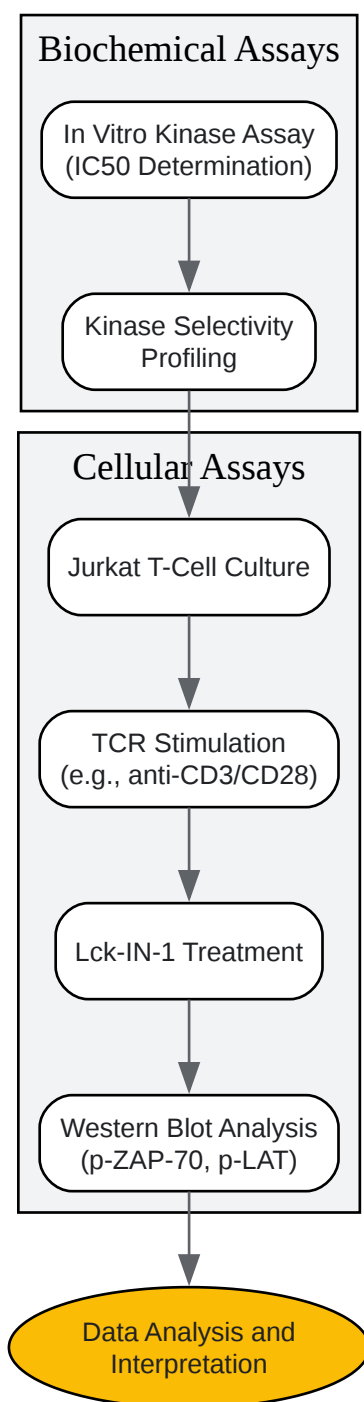 Biochemical Assays
In Vitro Kinase Assay
(IC50 Determination)
Kinase Selectivity
Profiling
Cellular Assays
Jurkat T-Cell Culture
TCR Stimulation
(e.g., anti-CD3/CD28)
Lck-IN-1 Treatment
Western Blot Analysis
(p-ZAP-70, p-LAT)
Data Analysis and
Interpretation